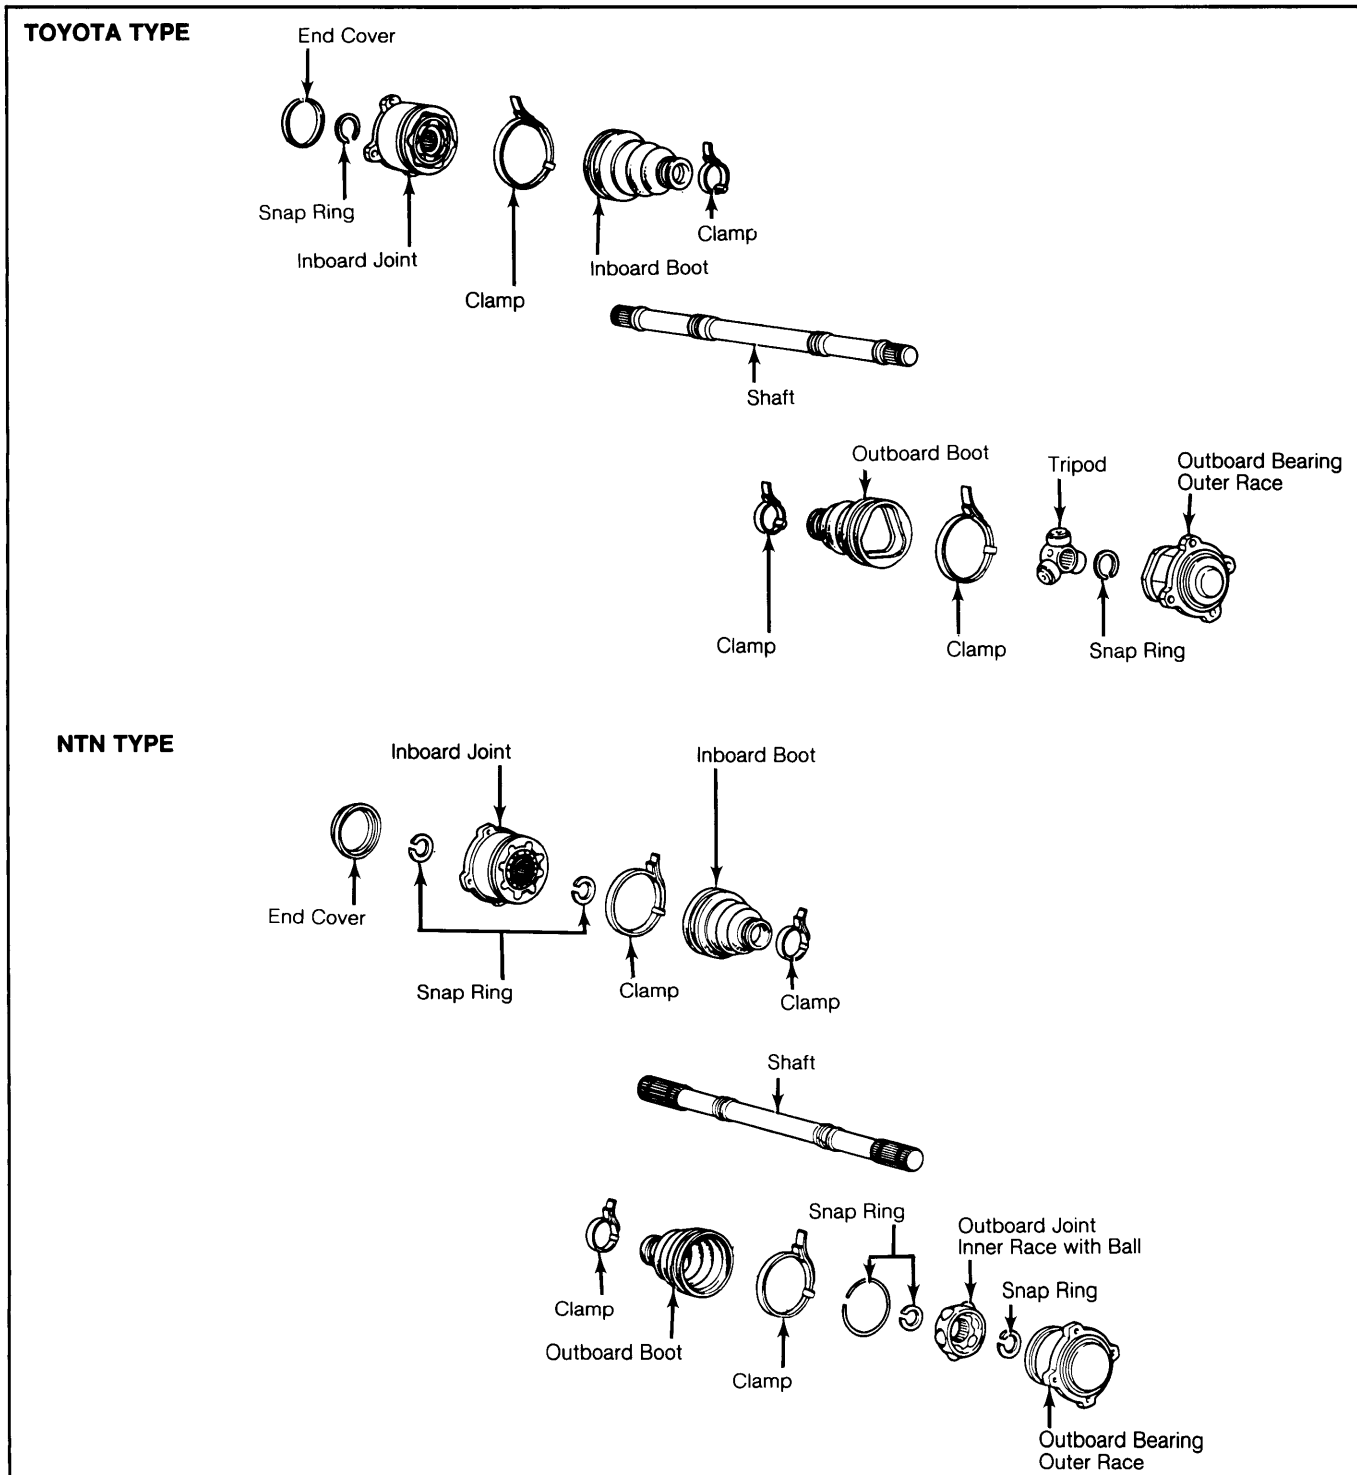 TOYOTA TYPE
End Cover
Snap Ring
Inboard Joint
Clamp
Inboard Boot
Clamp
Shaft
Outboard Boot
Tripod
Outboard Bearing
Outer Race
Clamp
Clamp
Snap Ring
NTN TYPE
Inboard Joint
Inboard Boot
End Cover
Snap Ring
Clamp
Clamp
Shaft
Snap Ring
Outboard Joint
Inner Race with Ball
Snap Ring
Clamp
Outboard Boot
Clamp
Outboard Bearing
Outer Race